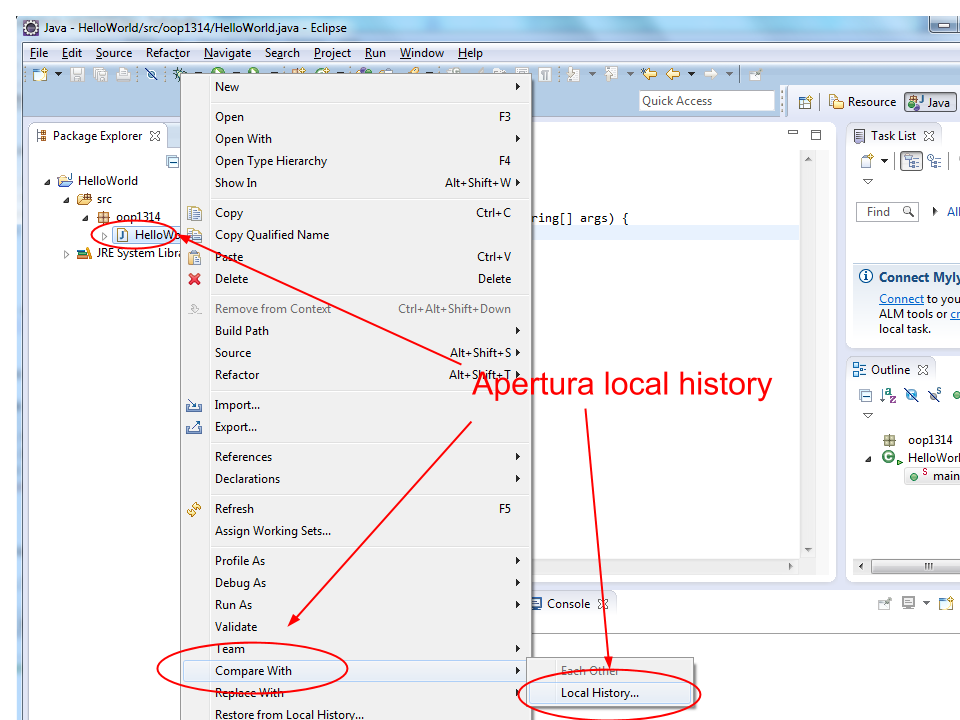 Java - HelloWorld/src/oop1314/HelloWorld.java - Eclipse
File Edit Source Refactor Navigate Search Project Run Window Help
Quick Access
Resource
Java
Package Explorer
HelloWorld
src
oop1314
HelloWo
JRE System Libra
New
Open F3
Open With
Open Type Hierarchy F4
Show In Alt+Shift+W
Copy Ctrl+C
Copy Qualified Name
Paste Ctrl+V
Delete Delete
Remove from Context Ctrl+Alt+Shift+Down
Build Path
Source Alt+Shift+S
Refactor Alt+Shift+T
Import...
Export...
References
Declarations
Refresh F5
Assign Working Sets...
Profile As
Debug As
Run As
Validate
Team
Compare With
Replace With
Restore from Local History...
Each Other
Local History...
ring[] args) {
Apertura local history
Console
Task List
Find
All
Connect Myly
Connect to you
ALM tools or cr
local task.
Outline
oop1314
HelloWorl
S main